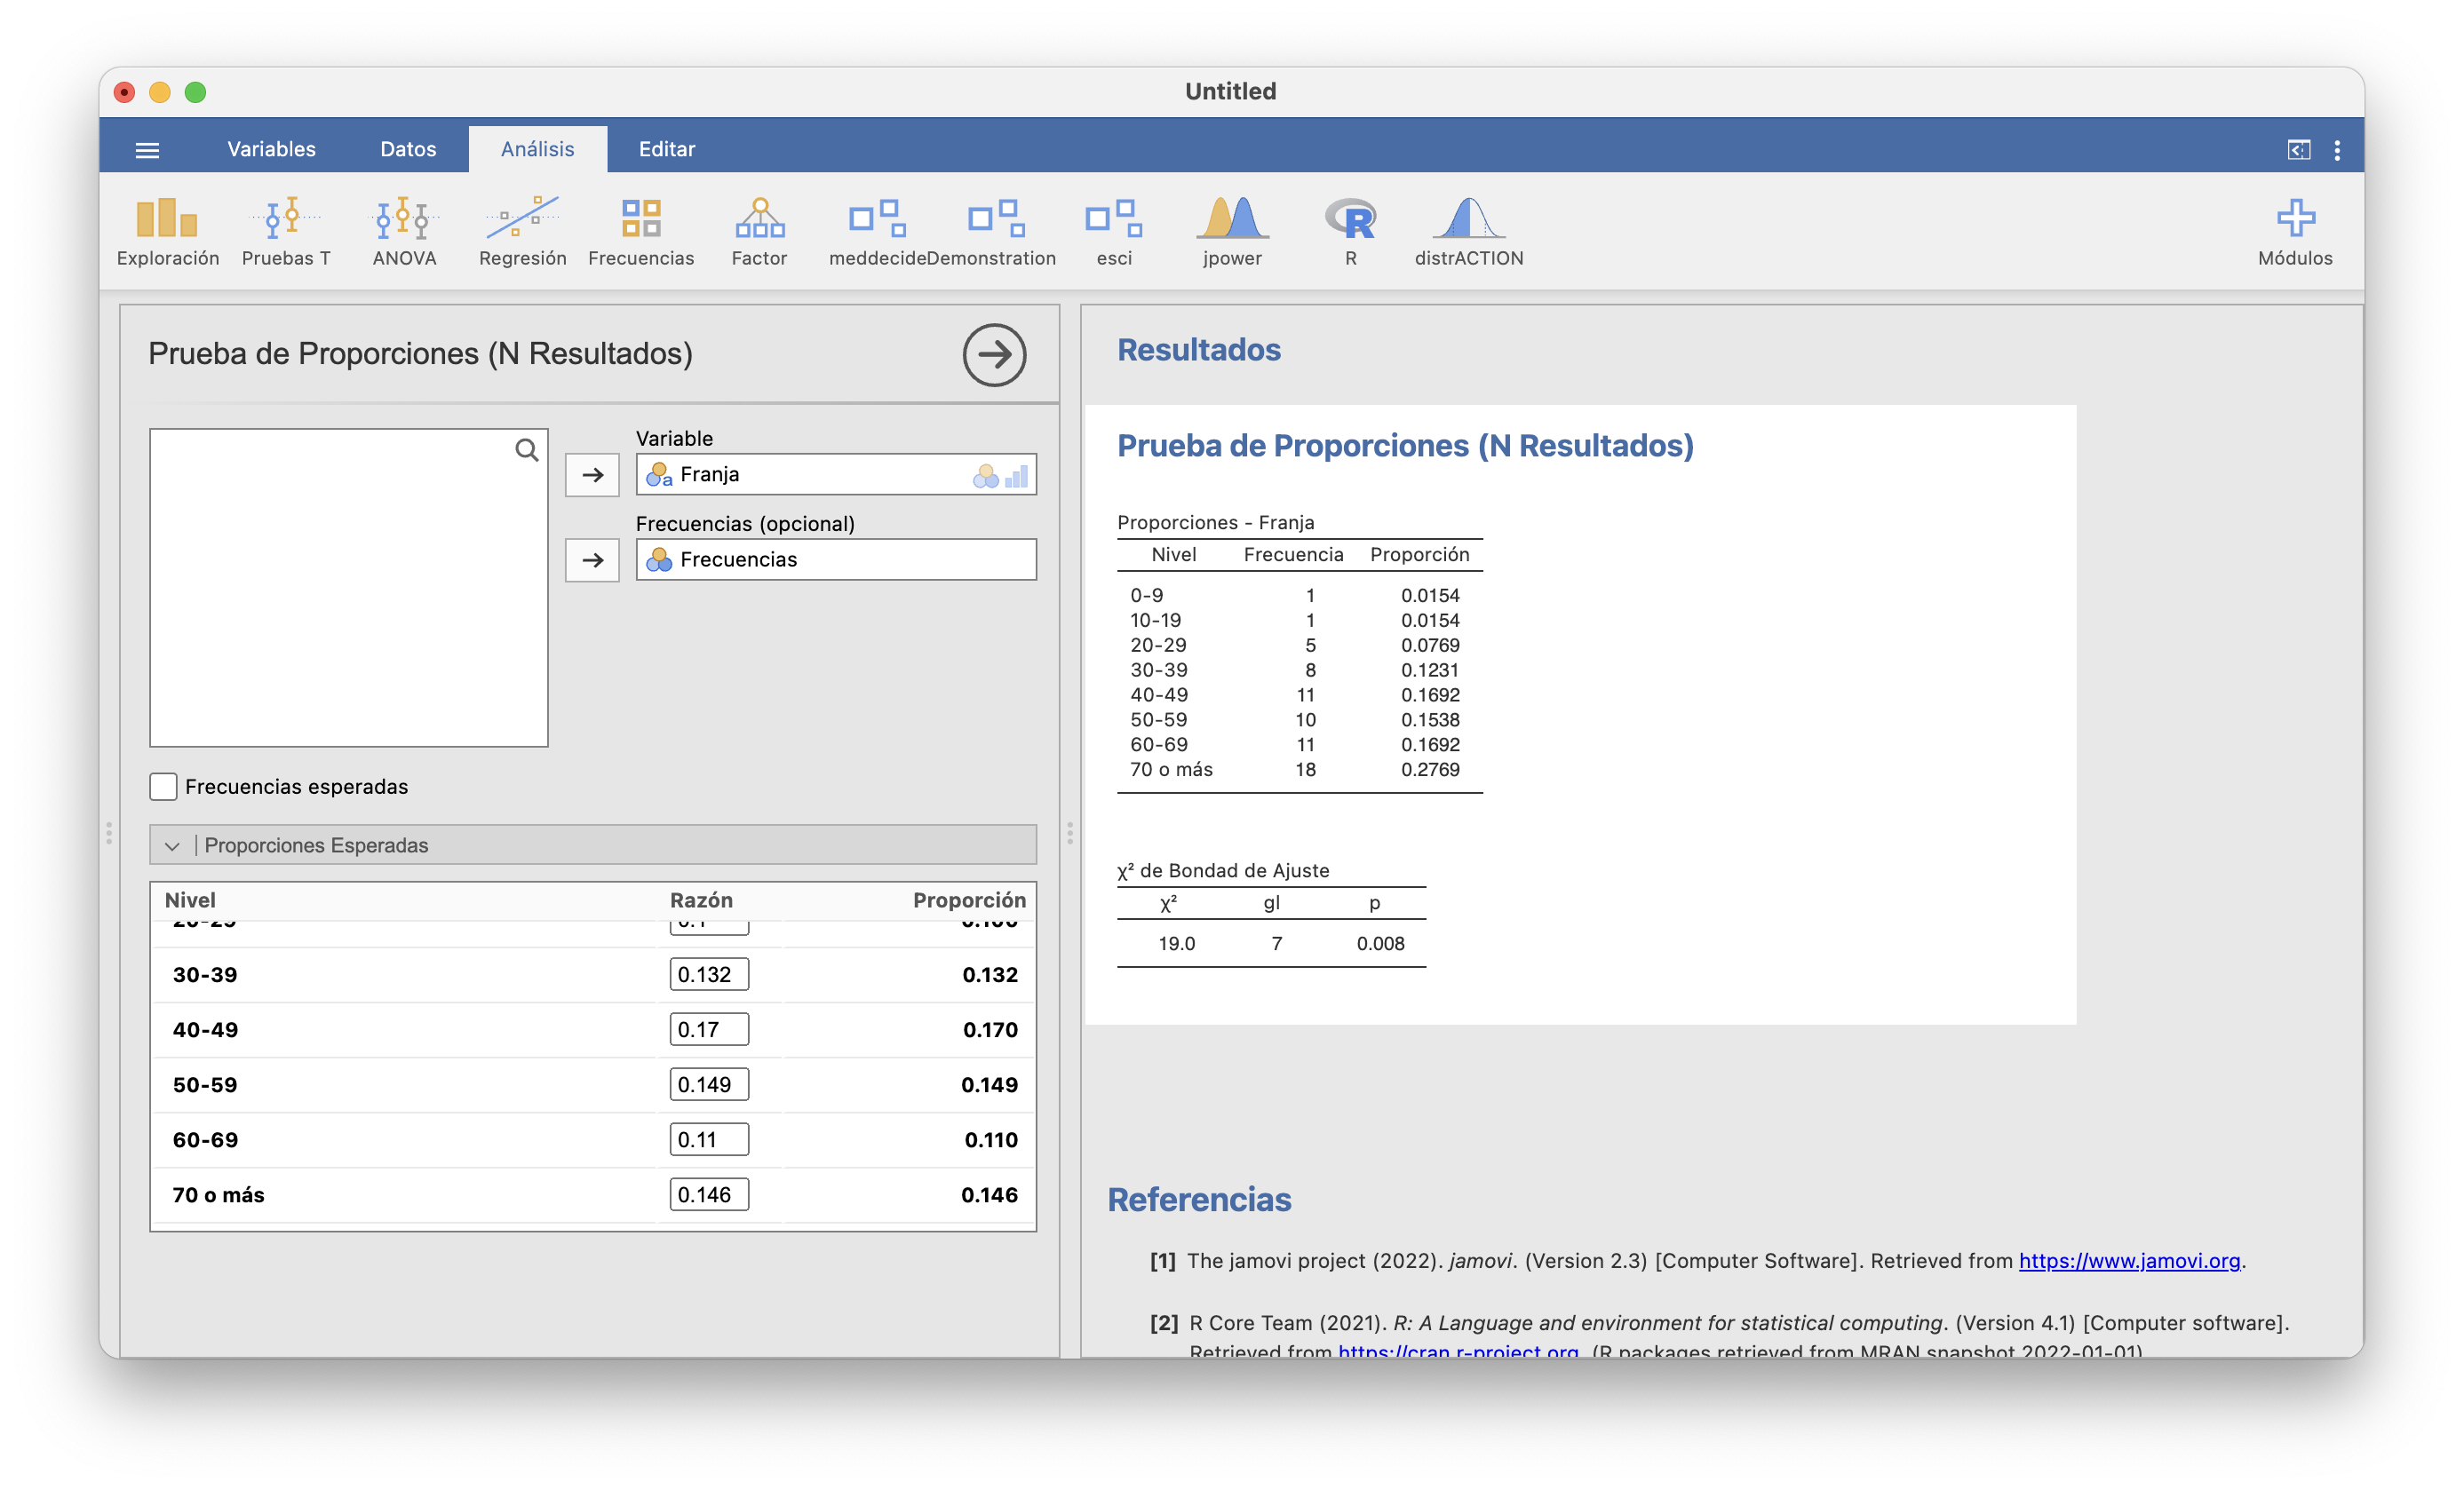 Untitled
Variables Datos Análisis Editar
Exploración Pruebas T ANOVA Regresión Frecuencias Factor meddecide Demonstration esci jpower R distrACTION Módulos
Prueba de Proporciones (N Resultados)
Variable
Franja
Frecuencias (opcional)
Frecuencias
Frecuencias esperadas
Proporciones Esperadas
Nivel Razón Proporción
20-29 0.1 0.100
30-39 0.132 0.132
40-49 0.17 0.170
50-59 0.149 0.149
60-69 0.11 0.110
70 o más 0.146 0.146
Resultados
Prueba de Proporciones (N Resultados)
Proporciones - Franja
Nivel Frecuencia Proporción
0-9 1 0.0154
10-19 1 0.0154
20-29 5 0.0769
30-39 8 0.1231
40-49 11 0.1692
50-59 10 0.1538
60-69 11 0.1692
70 o más 18 0.2769
χ² de Bondad de Ajuste
χ² gl p
19.0 7 0.008
Referencias
[1] The jamovi project (2022). jamovi. (Version 2.3) [Computer Software]. Retrieved from https://www.jamovi.org.
[2] R Core Team (2021). R: A Language and environment for statistical computing. (Version 4.1) [Computer software].
Retrieved from https://cran.r-project.org. (R packages retrieved from MRAN snapshot 2022-01-01)